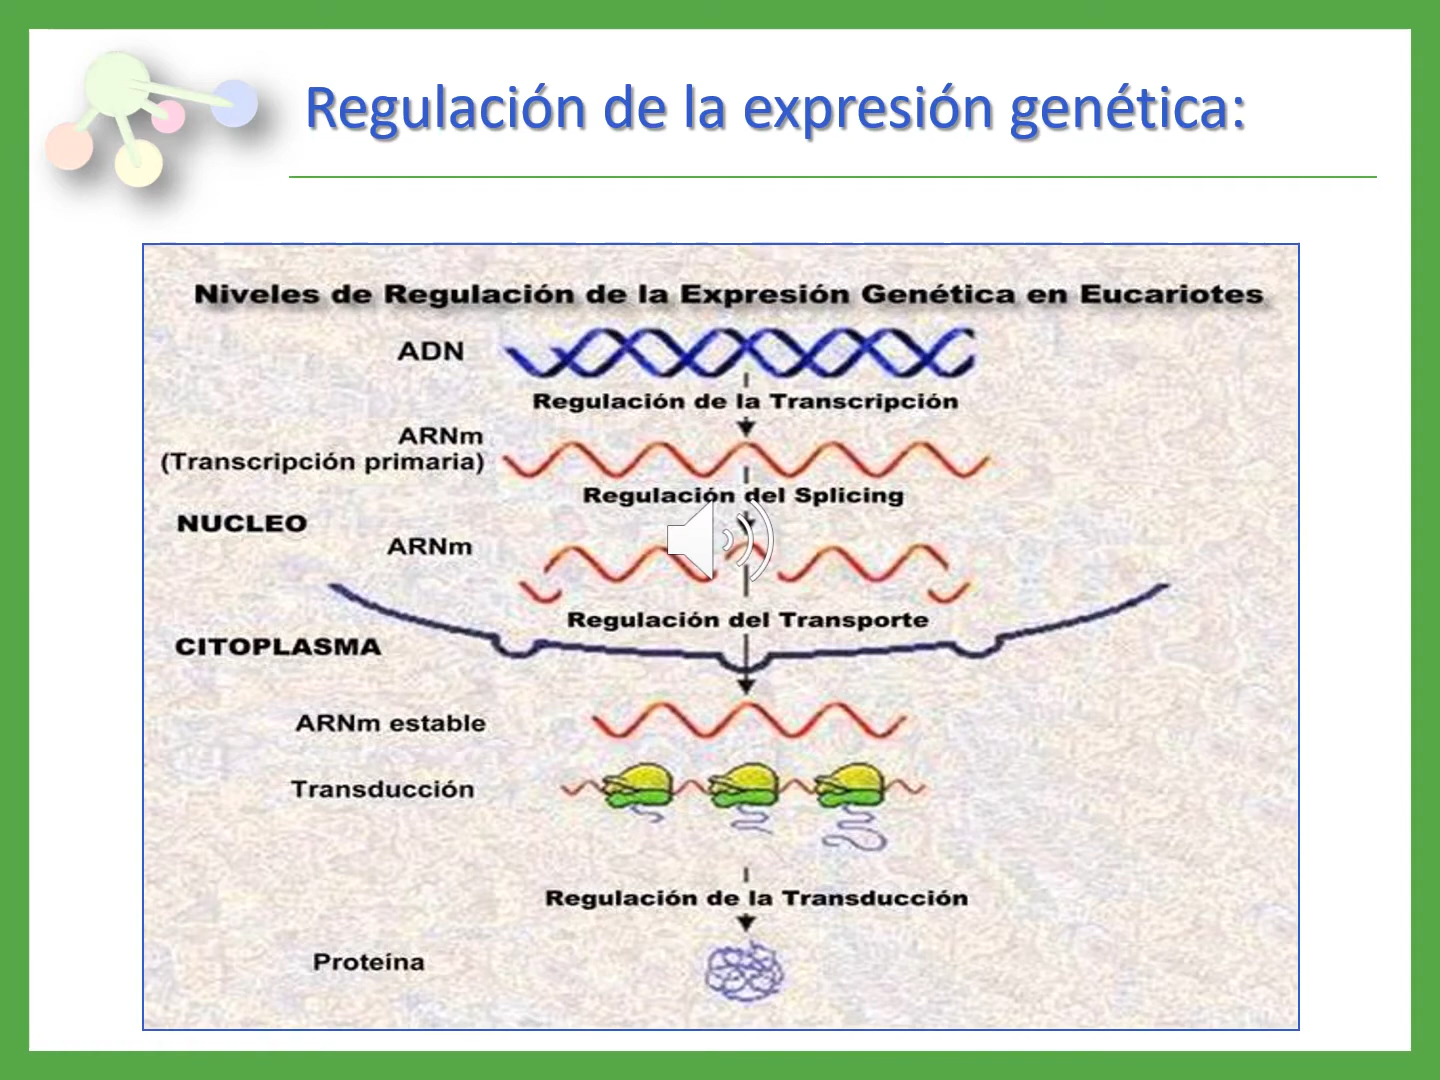 Regulación de la expresión genética:
Niveles de Regulación de la Expresión Genética en Eucariotes
ADN
Regulación de la Transcripción
ARNm
(Transcripción primaria)
Regulación del Splicing
NUCLEO
ARNm
Regulación del Transporte
CITOPLASMA
ARNm estable
Transducción
Regulación de la Transducción
Proteína